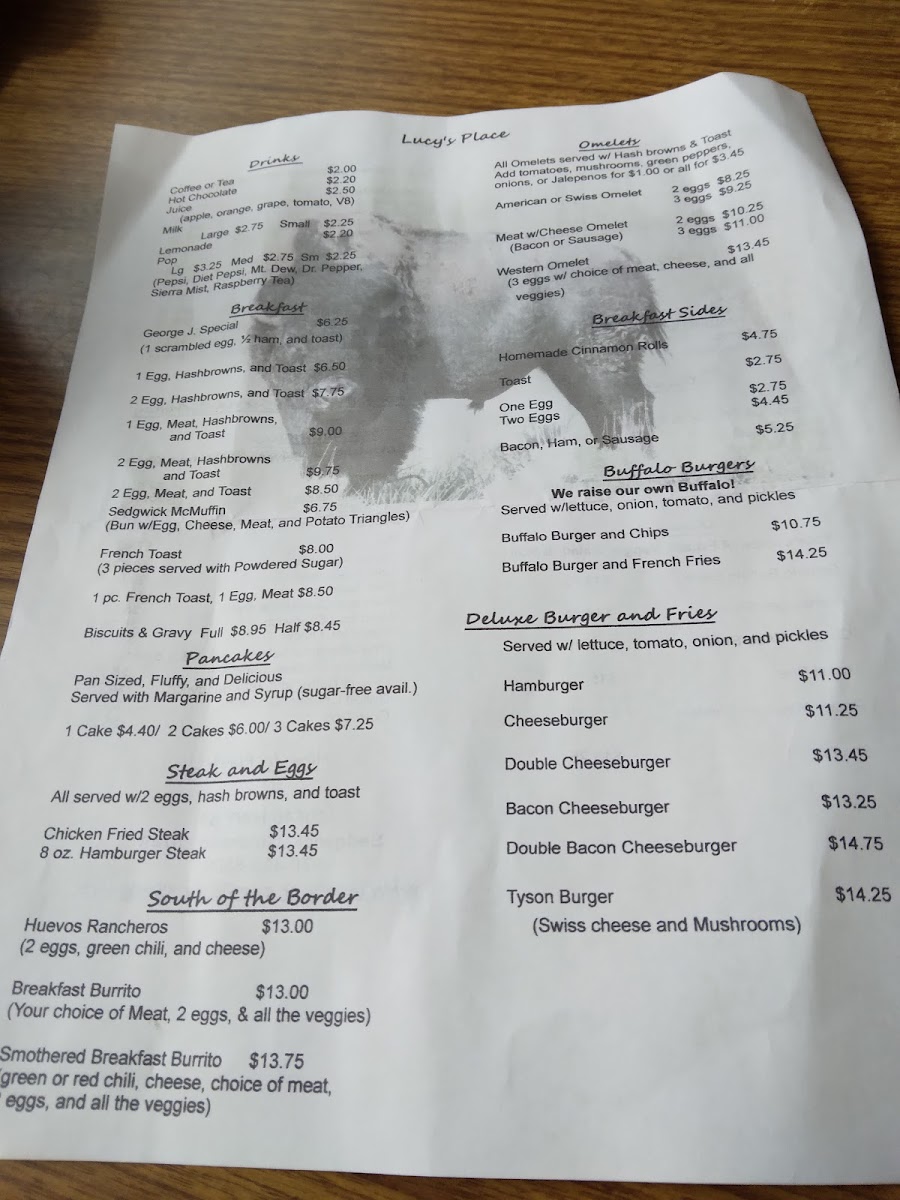 Lucy's Place
Drinks
Coffee or Tea $2.00
Hot Chocolate $2.20
Juice $2.50
(apple, orange, grape, tomato, V8)
Milk Large $2.75 Small $2.25
Lemonade $2.20
Pop
Lg $3.25 Med $2.75 Sm $2.25
(Pepsi, Diet Pepsi, Mt. Dew, Dr. Pepper,
Sierra Mist, Raspberry Tea)
Breakfast
George J. Special $6.25
(1 scrambled egg, ½ ham, and toast)
1 Egg, Hashbrowns, and Toast $6.50
2 Egg, Hashbrowns, and Toast $7.75
1 Egg, Meat, Hashbrowns,
and Toast $9.00
2 Egg, Meat, Hashbrowns
and Toast $9.75
2 Egg, Meat, and Toast $8.50
Sedgwick McMuffin $6.75
(Bun w/Egg, Cheese, Meat, and Potato Triangles)
French Toast $8.00
(3 pieces served with Powdered Sugar)
1 pc. French Toast, 1 Egg, Meat $8.50
Biscuits & Gravy Full $8.95 Half $8.45
Pancakes
Pan Sized, Fluffy, and Delicious
Served with Margarine and Syrup (sugar-free avail.)
1 Cake $4.40/ 2 Cakes $6.00/ 3 Cakes $7.25
Steak and Eggs
All served w/2 eggs, hash browns, and toast
Chicken Fried Steak $13.45
8 oz. Hamburger Steak $13.45
South of the Border
Huevos Rancheros $13.00
(2 eggs, green chili, and cheese)
Breakfast Burrito $13.00
(Your choice of Meat, 2 eggs, & all the veggies)
Smothered Breakfast Burrito $13.75
(green or red chili, cheese, choice of meat,
eggs, and all the veggies)
Omelets
All Omelets served w/ Hash browns & Toast
Add tomatoes, mushrooms, green peppers,
onions, or Jalepenos for $1.00 or all for $3.45
American or Swiss Omelet 2 eggs $8.25
3 eggs $9.25
Meat w/Cheese Omelet 2 eggs $10.25
(Bacon or Sausage) 3 eggs $11.00
Western Omelet $13.45
(3 eggs w/ choice of meat, cheese, and all
veggies)
Breakfast Sides
Homemade Cinnamon Rolls $4.75
Toast $2.75
One Egg $2.75
Two Eggs $4.45
Bacon, Ham, or Sausage $5.25
Buffalo Burgers
We raise our own Buffalo!
Served w/lettuce, onion, tomato, and pickles
Buffalo Burger and Chips $10.75
Buffalo Burger and French Fries $14.25
Deluxe Burger and Fries
Served w/ lettuce, tomato, onion, and pickles
Hamburger $11.00
Cheeseburger $11.25
Double Cheeseburger $13.45
Bacon Cheeseburger $13.25
Double Bacon Cheeseburger $14.75
Tyson Burger $14.25
(Swiss cheese and Mushrooms)